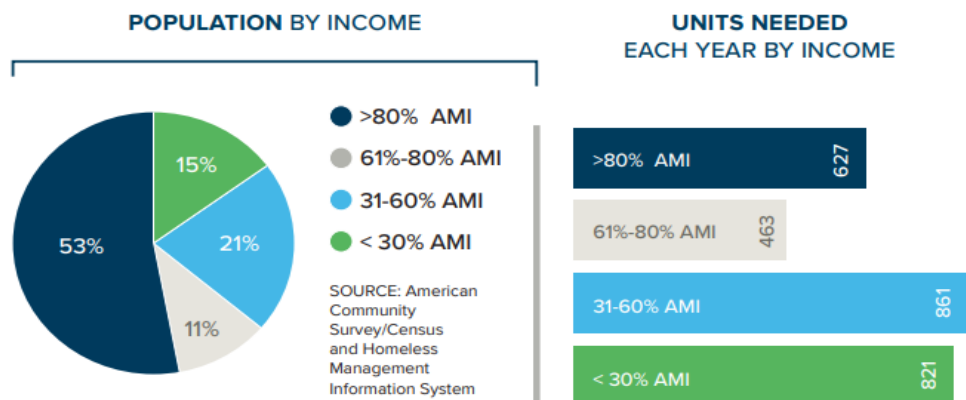 POPULATION BY INCOME
53%
15%
21%
11%
>80% AMI
61%-80% AMI
31-60% AMI
< 30% AMI
SOURCE: American
Community
Survey/Census
and Homeless
Management
Information System
UNITS NEEDED
EACH YEAR BY INCOME
>80% AMI 627
61%-80% AMI 463
31-60% AMI 861
< 30% AMI 821